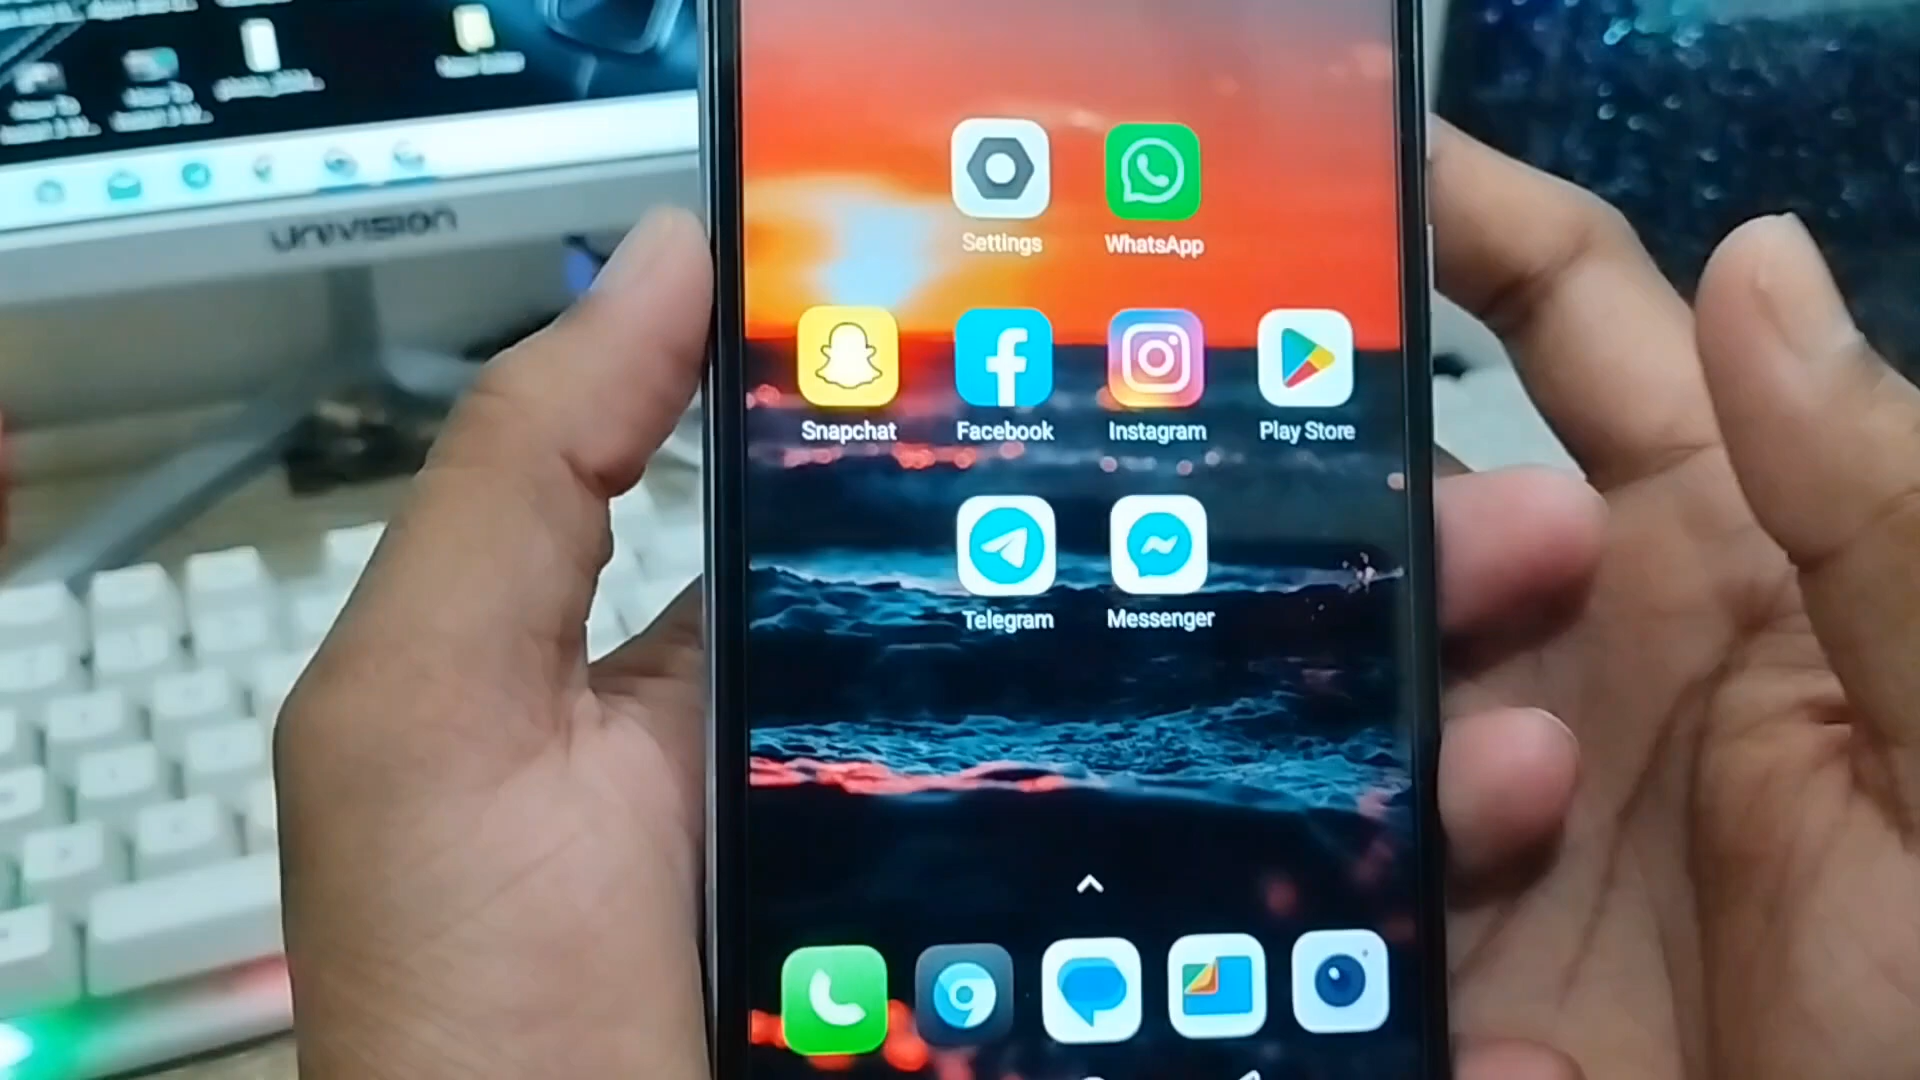 UNIVISION
Settings
WhatsApp
Snapchat
Facebook
Instagram
Play Store
Telegram
Messenger